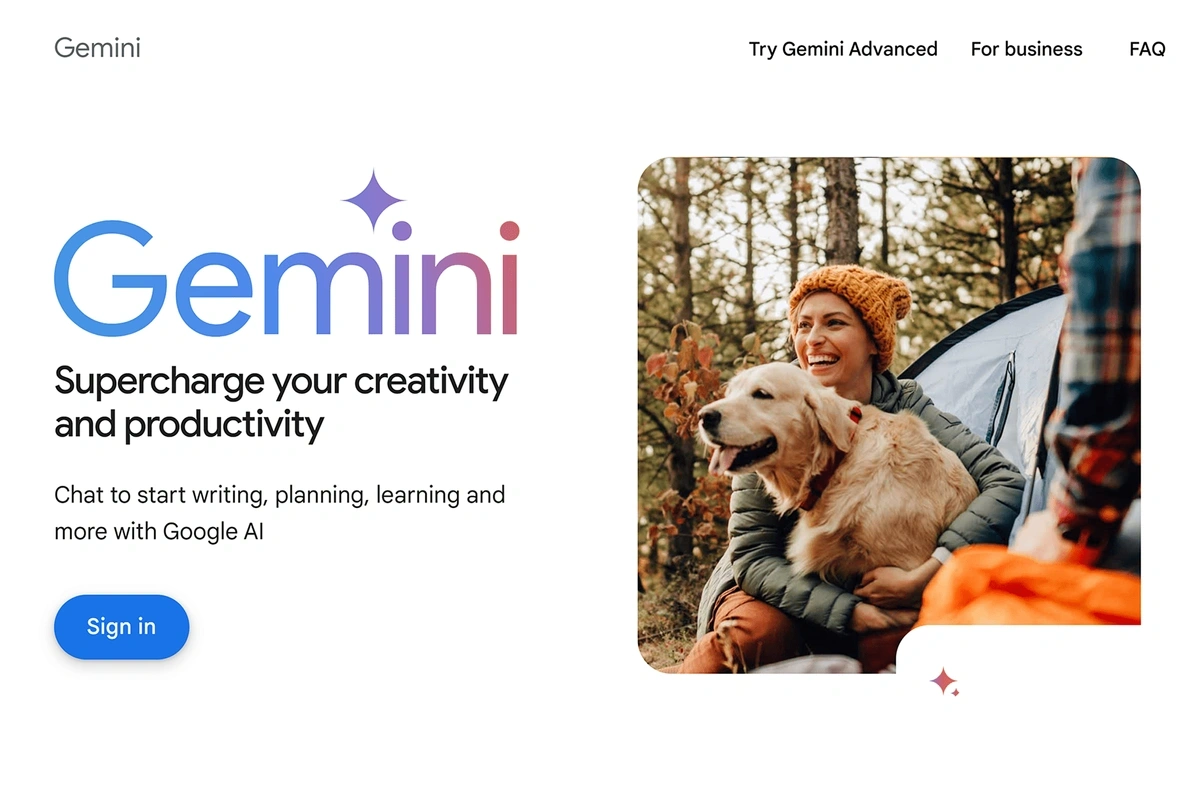 Gemini
Try Gemini Advanced
For business
FAQ
Gemini
Supercharge your creativity
and productivity
Chat to start writing, planning, learning and
more with Google AI
Sign in